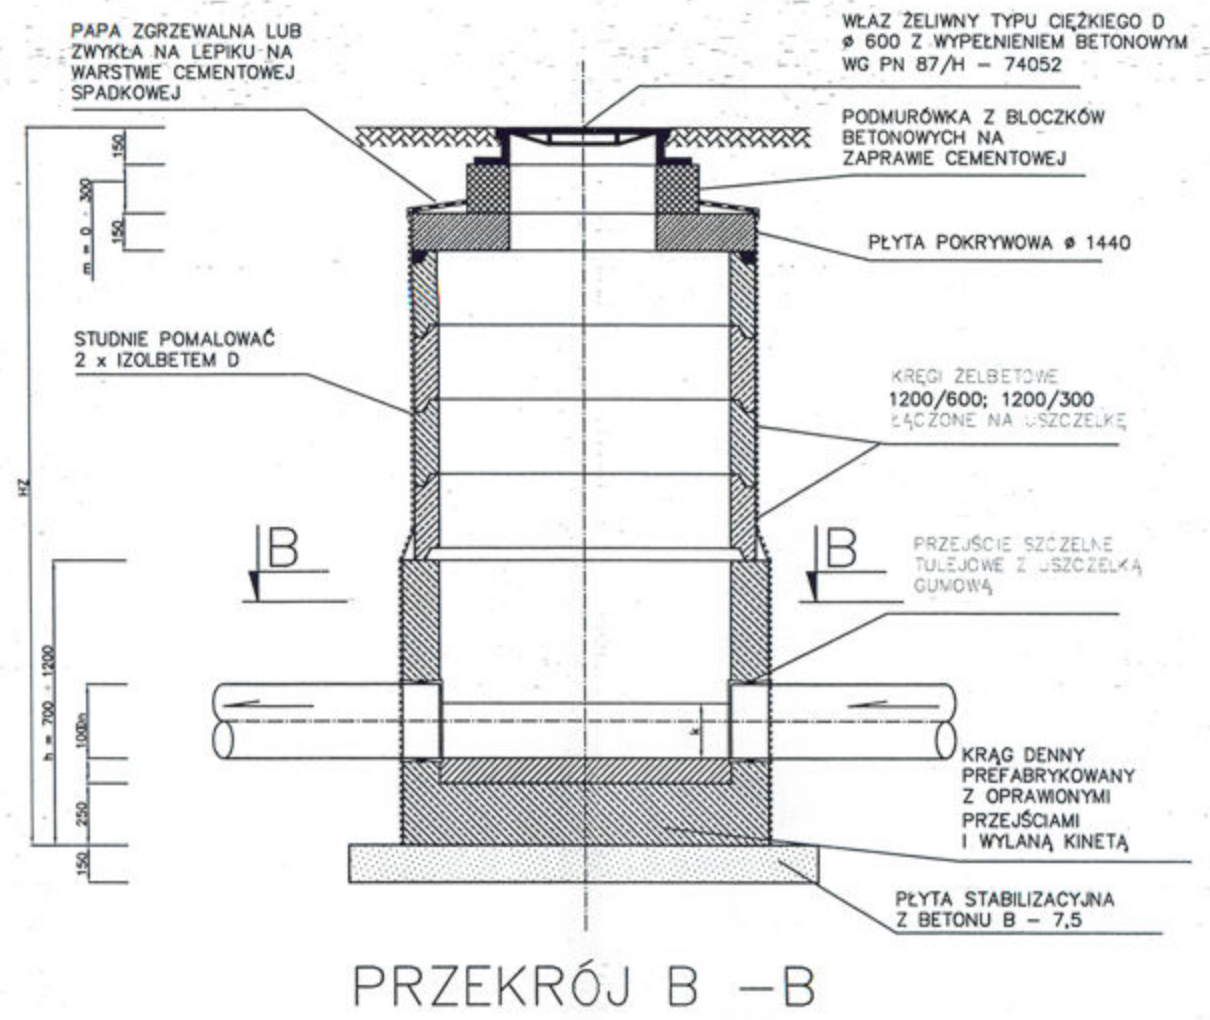 PAPA ZGRZEWALNA LUB
ZWYKŁA NA LEPIKU NA
WARSTWIE CEMENTOWEJ
SPADKOWEJ
WŁAZ ŻELIWNY TYPU CIĘŻKIEGO D
ø 600 Z WYPEŁNIENIEM BETONOWYM
WG PN 87/H – 74052
PODMURÓWKA Z BLOCZKÓW
BETONOWYCH NA
ZAPRAWIE CEMENTOWEJ
150
m = 0 - 300
150
PŁYTA POKRYWOWA ø 1440
STUDNIE POMALOWAĆ
2 x IZOLBETEM D
KRĘGI ŻELBETOWE
1200/600; 1200/300
ŁĄCZONE NA USZCZELKĘ
HZ
B
B
PRZEJŚCIE SZCZELNE
TULEJOWE Z USZCZELKĄ
GUMOWĄ
h = 700 - 1200
k
250
150
KRĄG DENNY
PREFABRYKOWANY
Z OPRAWIONYMI
PRZEJŚCIAMI
I WYLANĄ KINETĄ
PŁYTA STABILIZACYJNA
Z BETONU B – 7,5
PRZEKRÓJ B –B